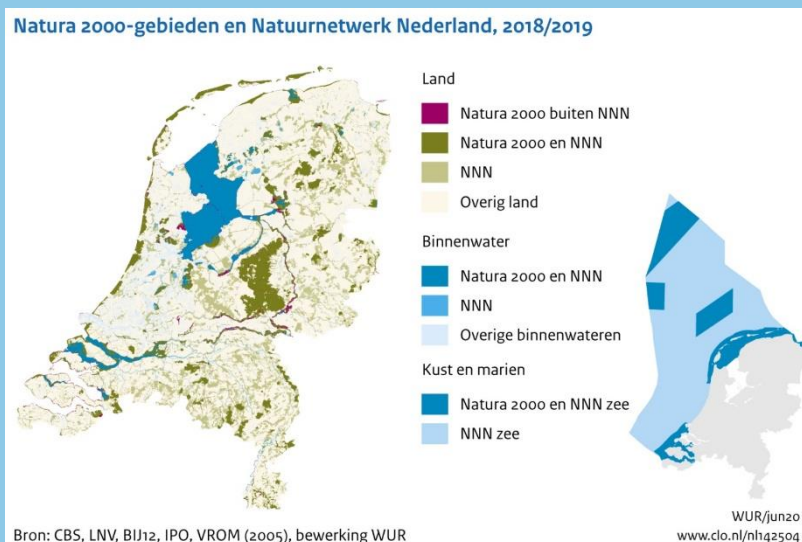 Natura 2000-gebieden en Natuurnetwerk Nederland, 2018/2019
Land
Natura 2000 buiten NNN
Natura 2000 en NNN
NNN
Overig land
Binnenwater
Natura 2000 en NNN
NNN
Overige binnenwateren
Kust en marien
Natura 2000 en NNN zee
NNN zee
Bron: CBS, LNV, BIJ12, IPO, VROM (2005), bewerking WUR
WUR/jun20
www.clo.nl/nl142504